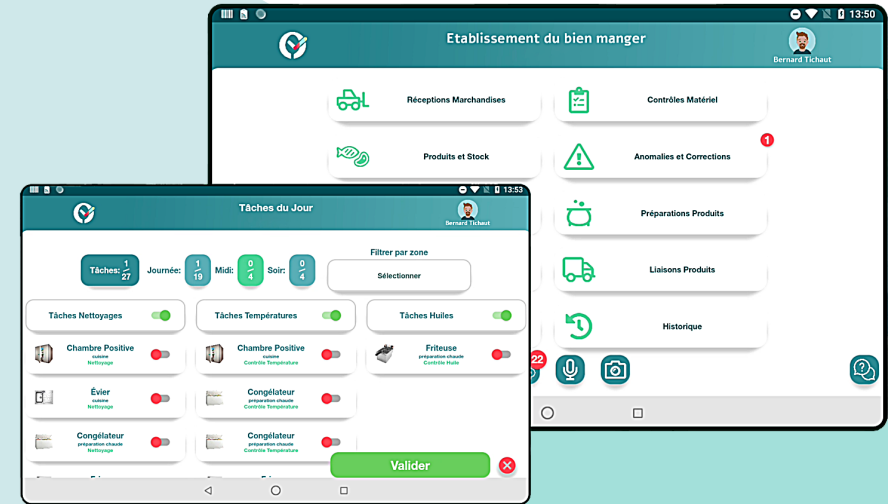 13:50
Etablissement du bien manger
Bernard Tichaut
Réceptions Marchandises
Contrôles Matériel
1
Produits et Stock
Anomalies et Corrections
Préparations Produits
Liaisons Produits
Historique
22
13:53
Tâches du Jour
Bernard Tichaut
Filtrer par zone
Tâches: 1/27
Journée: 1/19
Midi: 0/4
Soir: 0/4
Sélectionner
Tâches Nettoyages
Tâches Températures
Tâches Huiles
Chambre Positive
cuisine
Nettoyage
Chambre Positive
cuisine
Contrôle Température
Friteuse
préparation chaude
Contrôle Huile
Évier
cuisine
Nettoyage
Congélateur
préparation chaude
Contrôle Température
Congélateur
préparation chaude
Nettoyage
Congélateur
préparation chaude
Contrôle Température
Valider